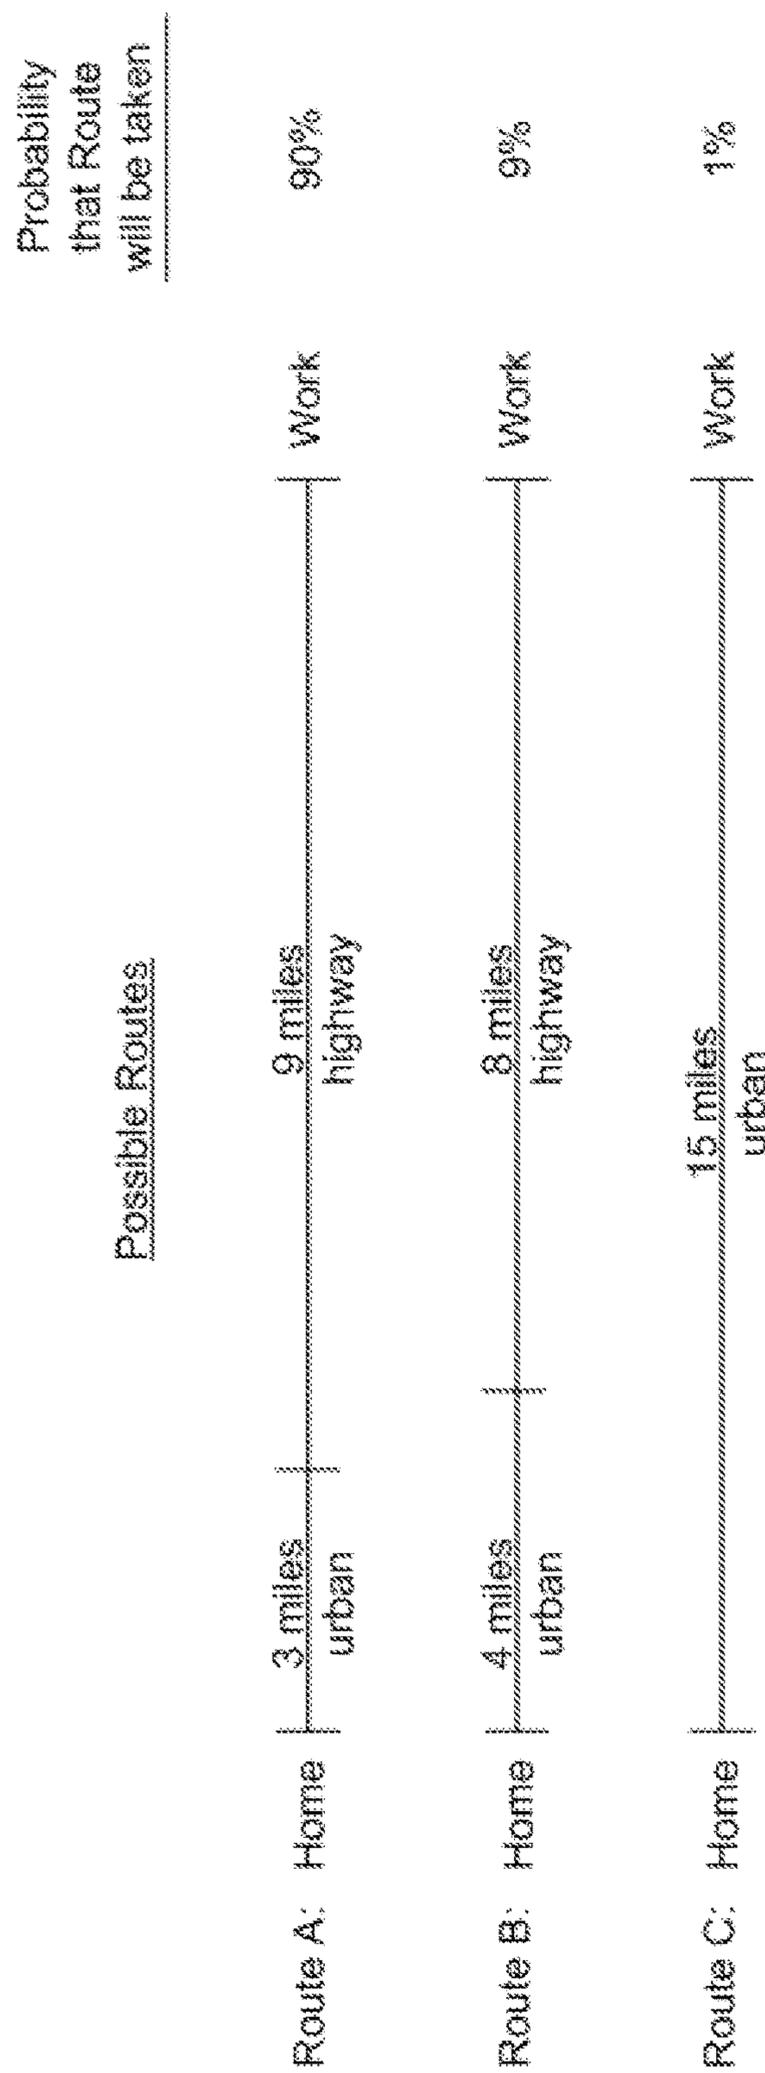 Probability
that Route
will be taken
Possible Routes
Route A: Home 3 miles urban 9 miles highway Work 90%
Route B: Home 4 miles urban 8 miles highway Work 9%
Route C: Home 15 miles urban Work 1%